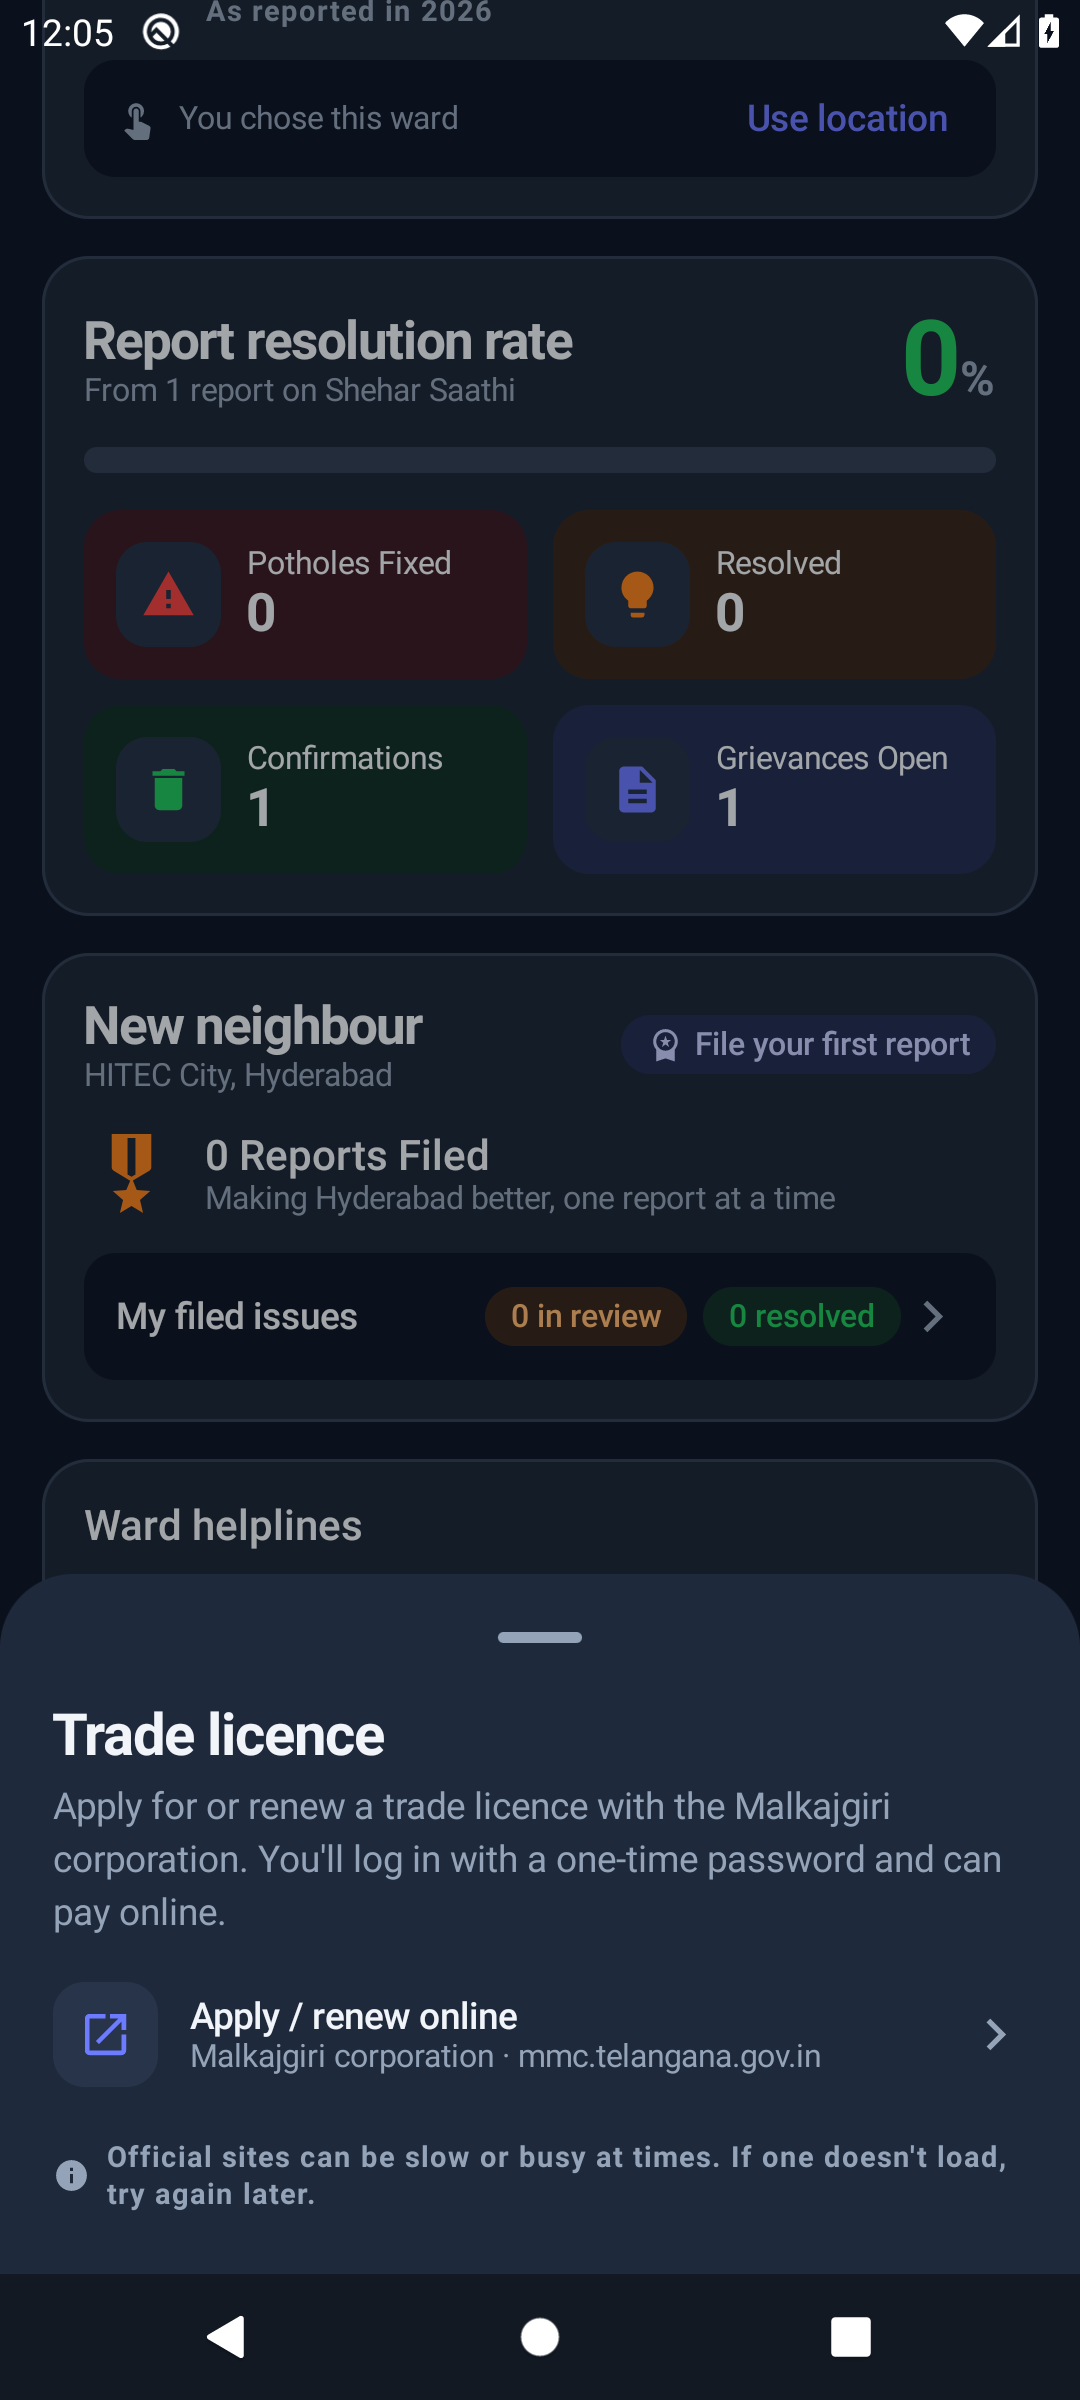 As reported in 2026
12:05
You chose this ward
Use location
Report resolution rate
0%
From 1 report on Shehar Saathi
Potholes Fixed
0
Resolved
0
Confirmations
1
Grievances Open
1
New neighbour
HITEC City, Hyderabad
File your first report
0 Reports Filed
Making Hyderabad better, one report at a time
My filed issues
0 in review
0 resolved
Ward helplines
Trade licence
Apply for or renew a trade licence with the Malkajgiri
corporation. You'll log in with a one-time password and can
pay online.
Apply / renew online
Malkajgiri corporation · mmc.telangana.gov.in
Official sites can be slow or busy at times. If one doesn't load,
try again later.